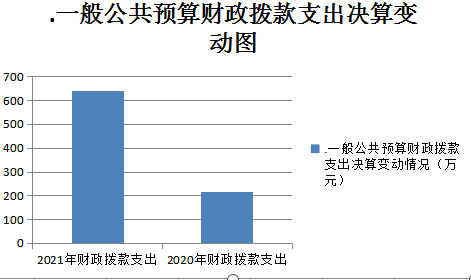 .一般公共预算财政拨款支出决算变
动图
700
600
500
400
300
200
100
0
2021年财政拨款支出 2020年财政拨款支出
.一般公共预算财政拨款
支出决算变动情况（万
元）